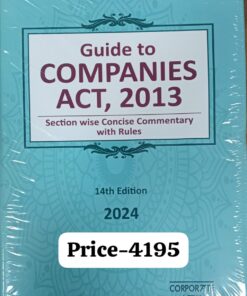 Guide to
COMPANIES
ACT, 2013
Section wise Concise Commentary
with Rules
14th Edition
2024
Price-4195